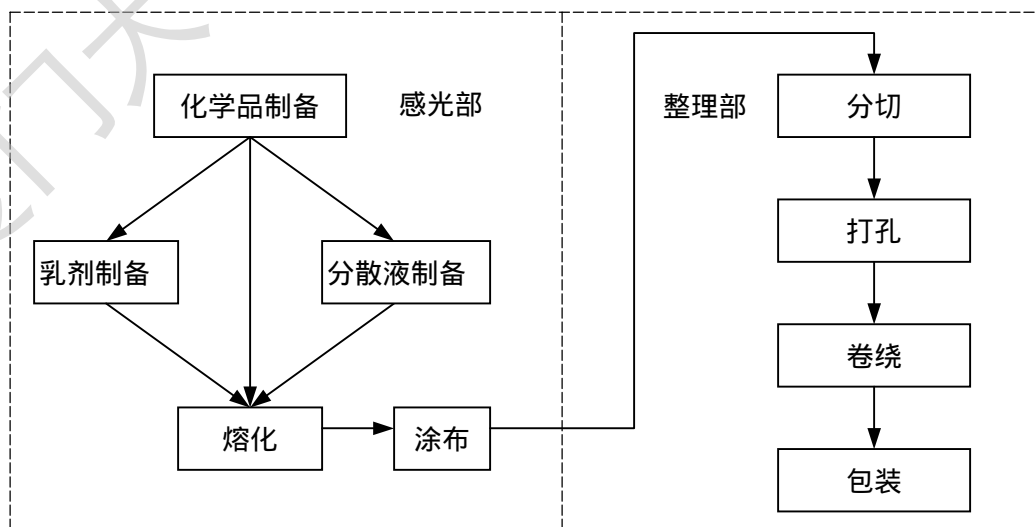 化学品制备
感光部
乳剂制备
分散液制备
熔化
涂布
整理部
分切
打孔
卷绕
包装